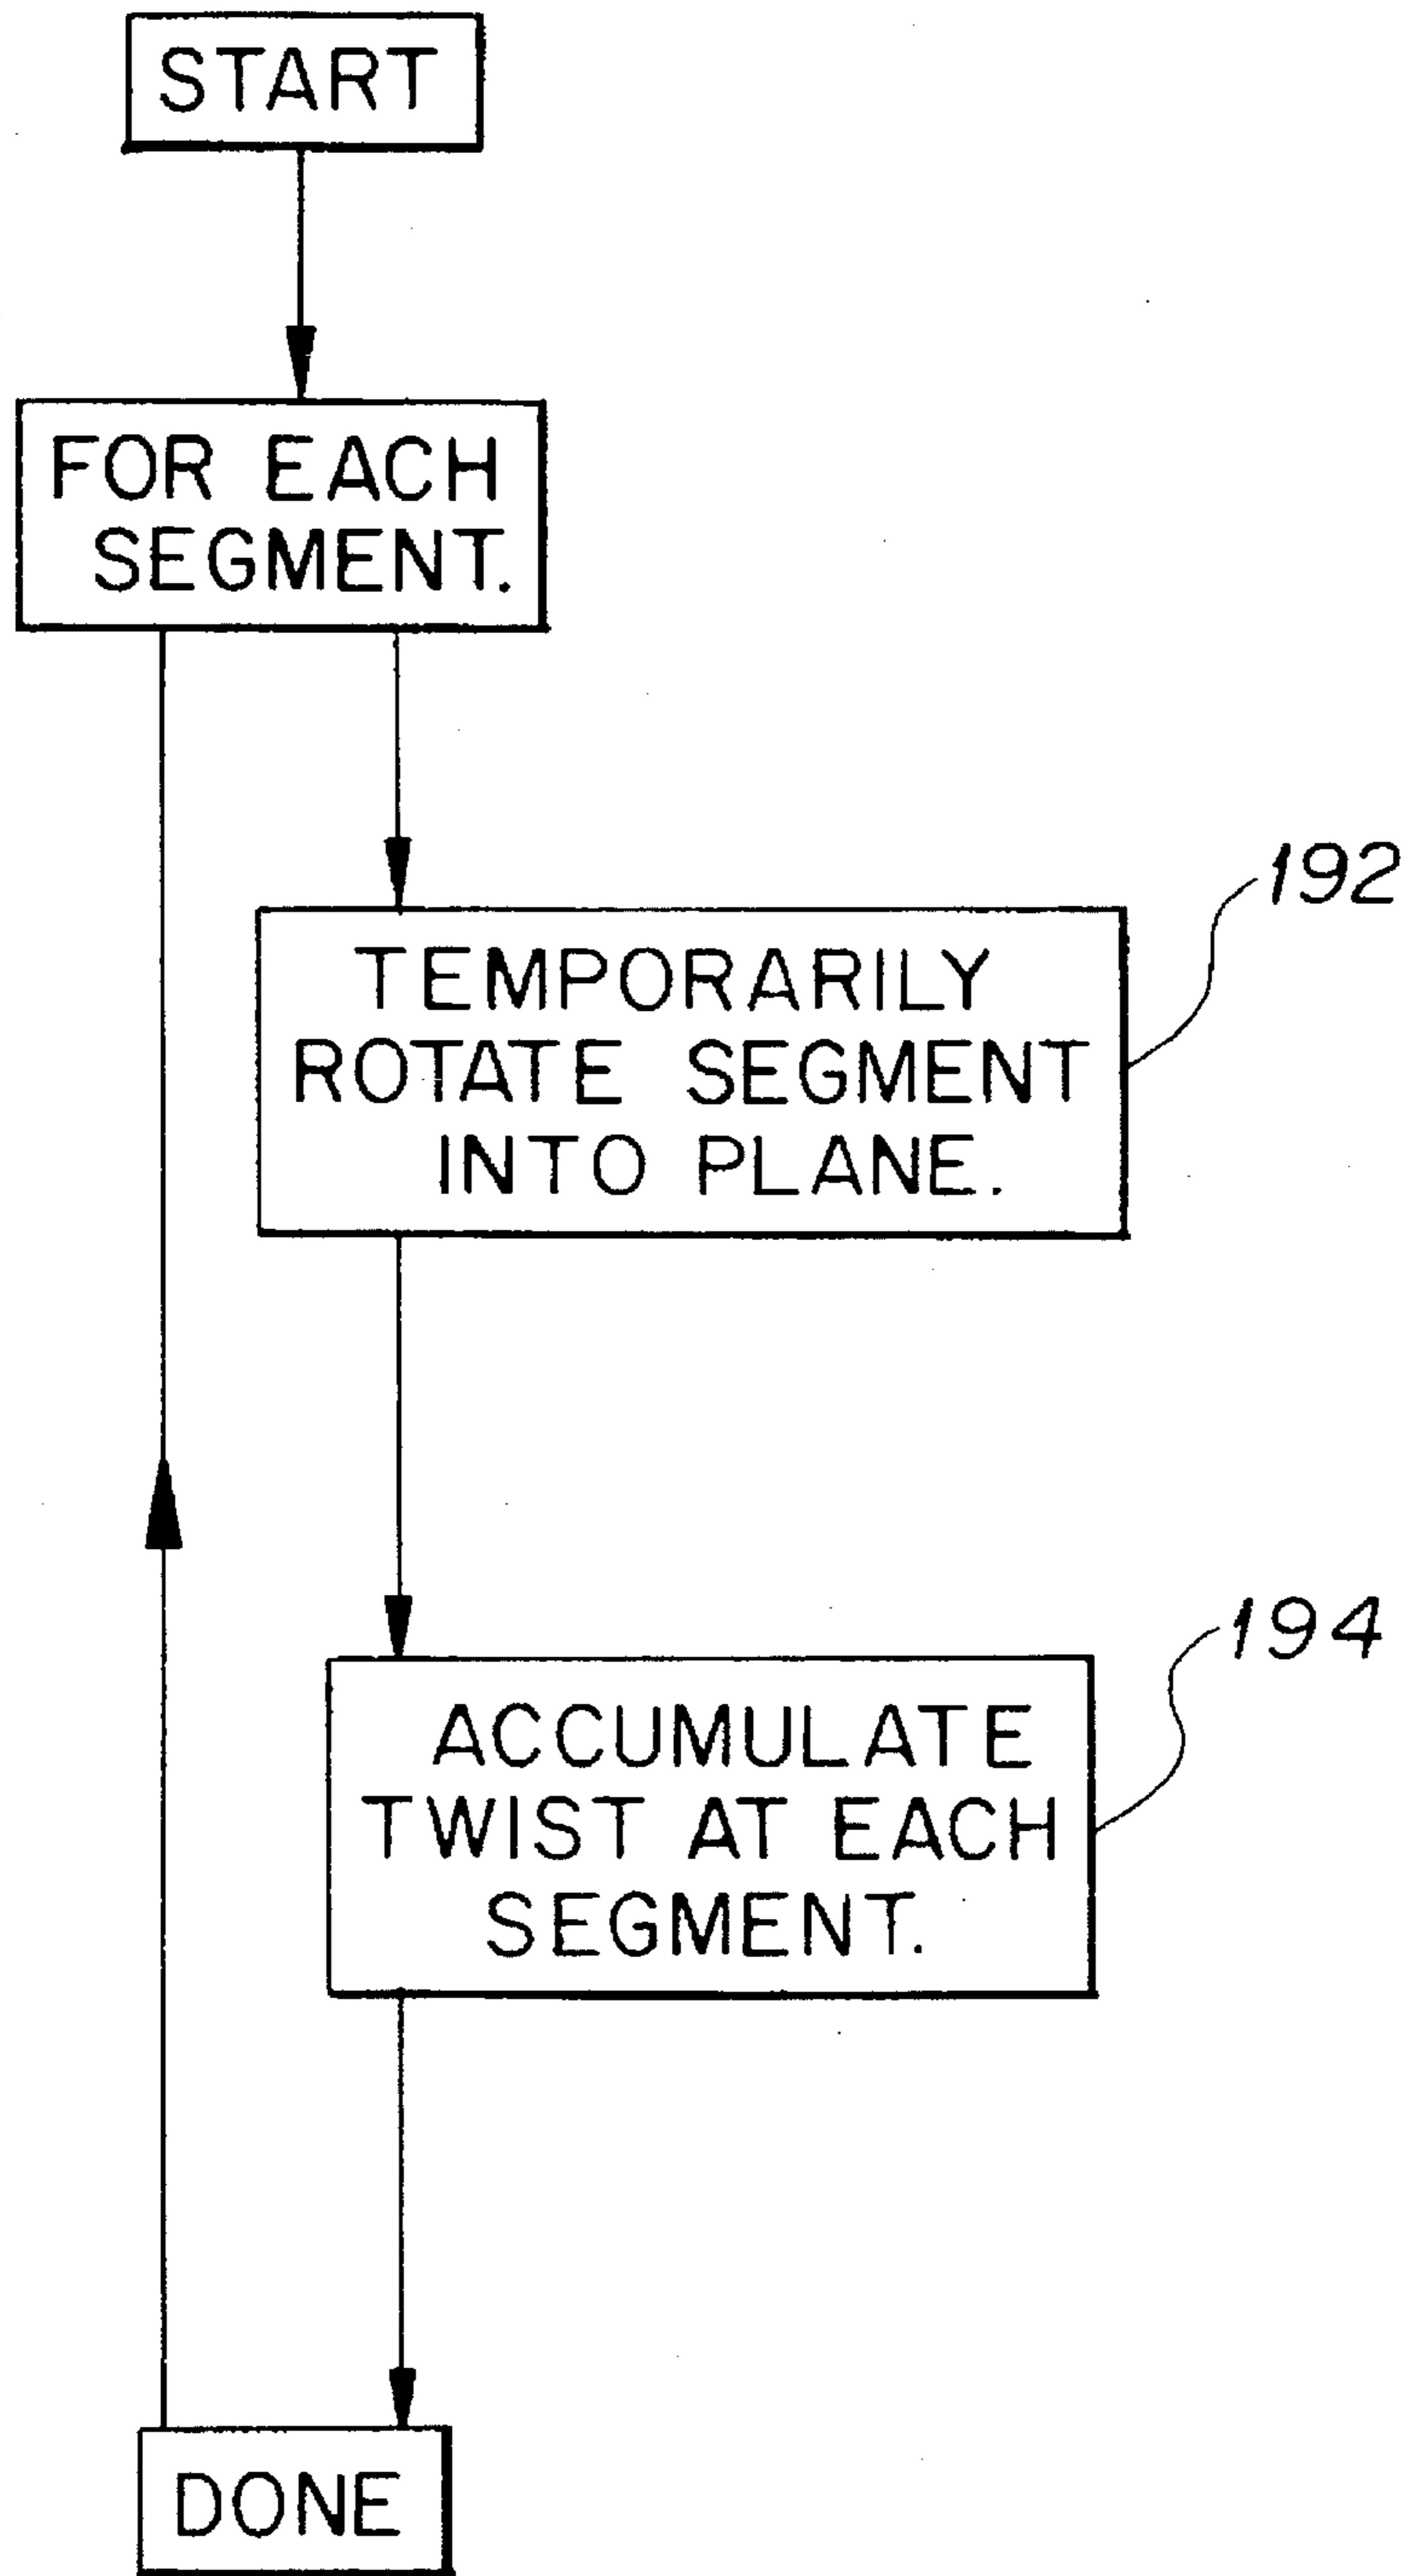 START
FOR EACH
SEGMENT.
192
TEMPORARILY
ROTATE SEGMENT
INTO PLANE.
194
ACCUMULATE
TWIST AT EACH
SEGMENT.
DONE